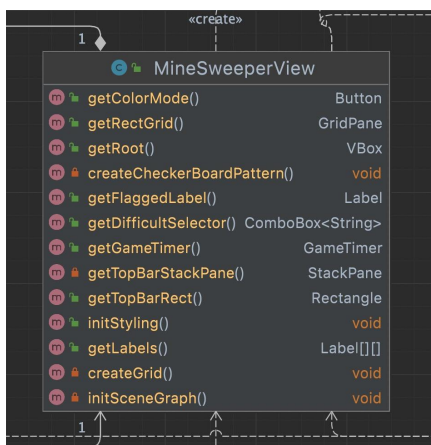 «create»
1
C MineSweeperView
m getColorMode() Button
m getRectGrid() GridPane
m getRoot() VBox
m createCheckerBoardPattern() void
m getFlaggedLabel() Label
m getDifficultSelector() ComboBox<String>
m getGameTimer() GameTimer
m getTopBarStackPane() StackPane
m getTopBarRect() Rectangle
m initStyling() void
m getLabels() Label[][]
m createGrid() void
m initSceneGraph() void
1